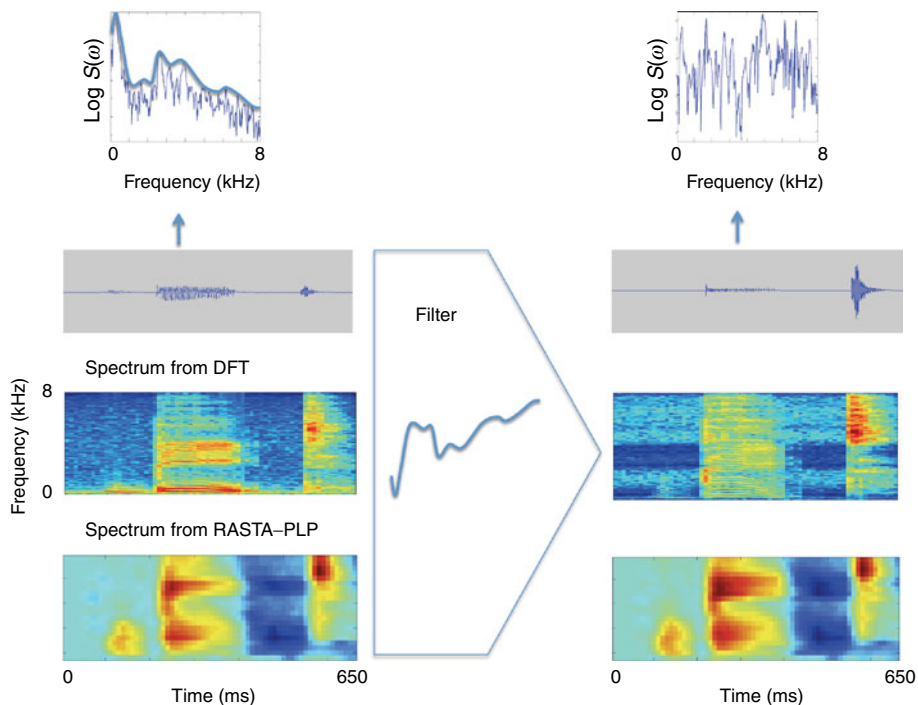 Log S(ω)
0 8
Frequency (kHz)
Log S(ω)
0 8
Frequency (kHz)
Filter
Spectrum from DFT
8
Frequency (kHz)
0
Spectrum from RASTA–PLP
0 650
Time (ms)
0 650
Time (ms)